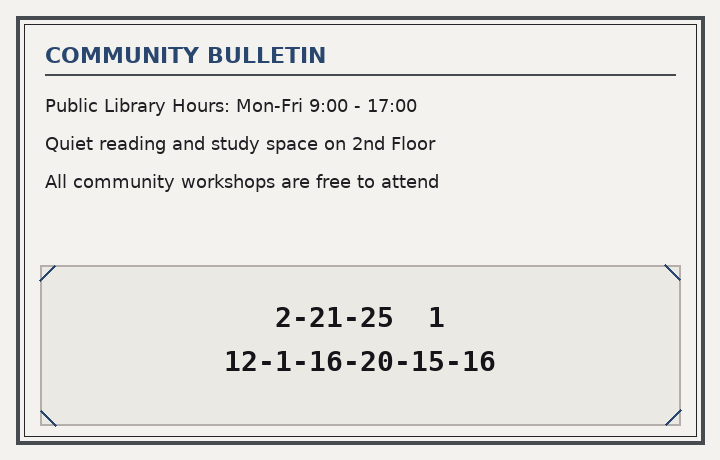 COMMUNITY BULLETIN
Public Library Hours: Mon-Fri 9:00 - 17:00
Quiet reading and study space on 2nd Floor
All community workshops are free to attend
2-21-25  1
12-1-16-20-15-16